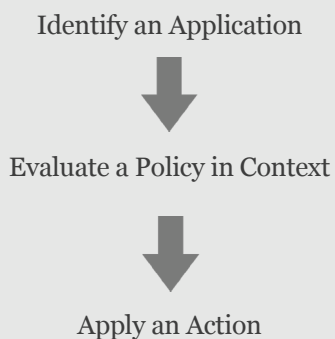 Identify an Application
Evaluate a Policy in Context
Apply an Action